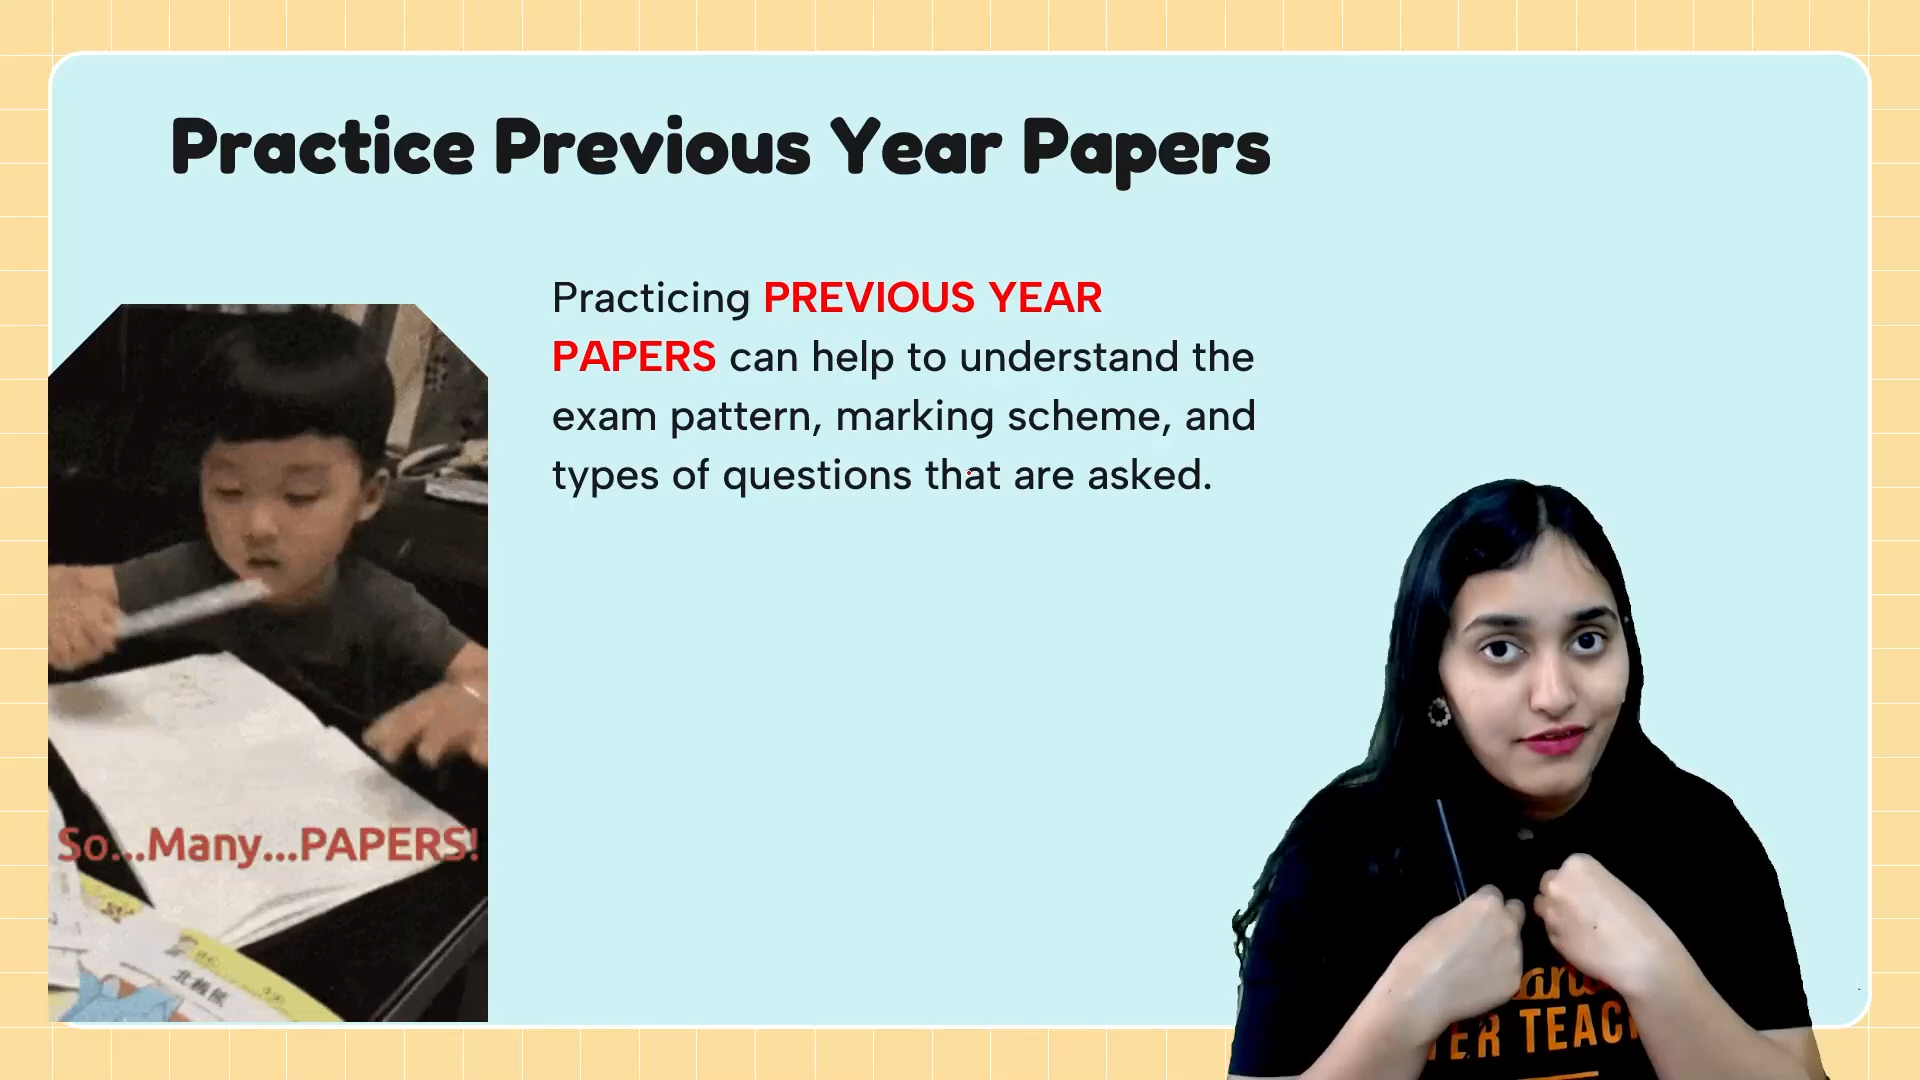 Practice Previous Year Papers
Practicing PREVIOUS YEAR
PAPERS can help to understand the
exam pattern, marking scheme, and
types of questions that are asked.
So...Many...PAPERS!